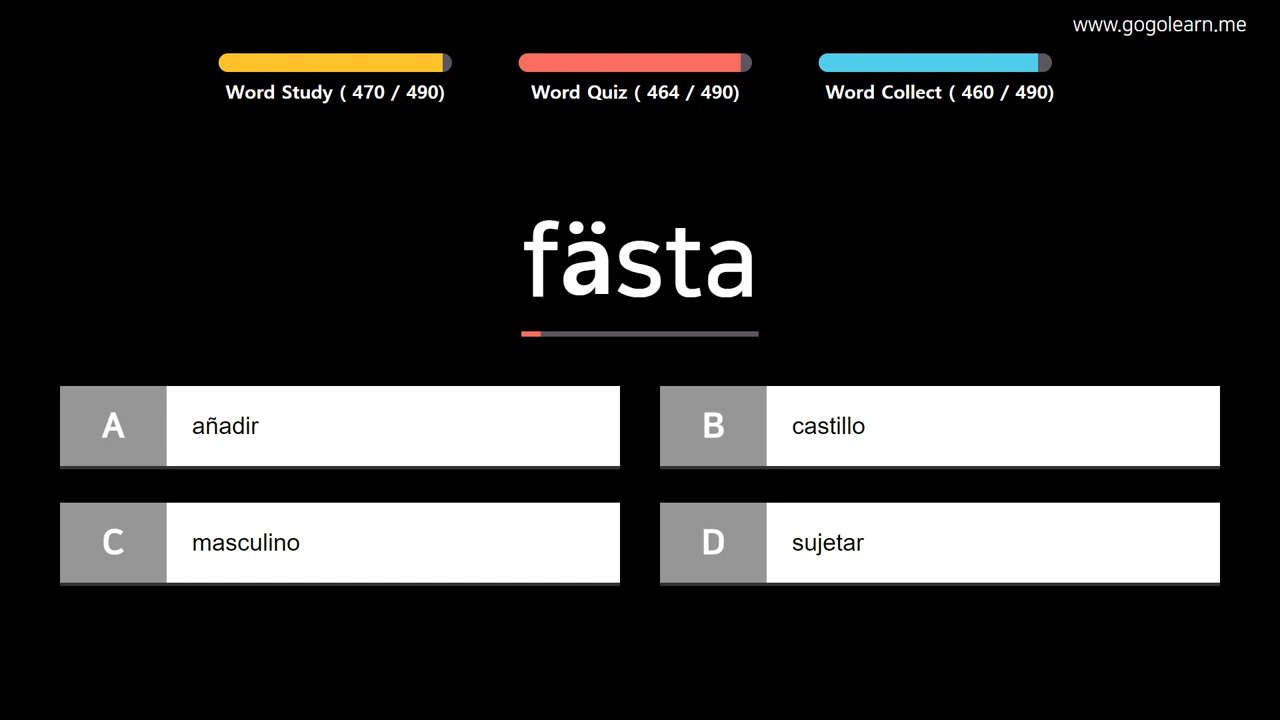 www.gogolearn.me
Word Study ( 470 / 490)
Word Quiz ( 464 / 490)
Word Collect ( 460 / 490)
fästa
A
añadir
B
castillo
C
masculino
D
sujetar